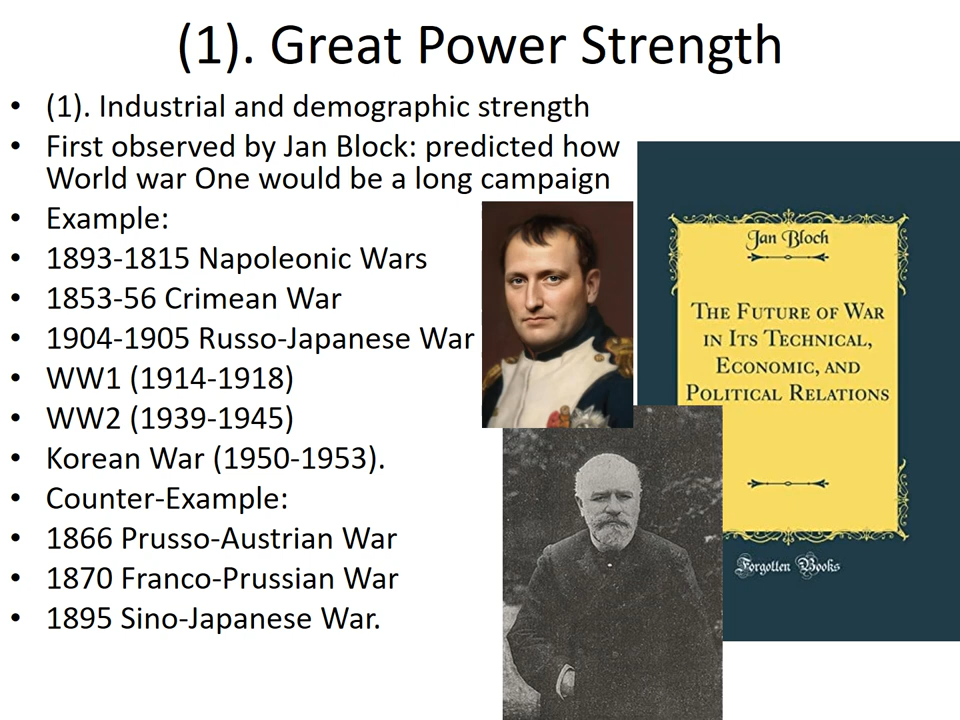 (1). Great Power Strength
• (1). Industrial and demographic strength
• First observed by Jan Block: predicted how
World war One would be a long campaign
• Example:
• 1893-1815 Napoleonic Wars
• 1853-56 Crimean War
• 1904-1905 Russo-Japanese War
• WW1 (1914-1918)
• WW2 (1939-1945)
• Korean War (1950-1953).
• Counter-Example:
• 1866 Prusso-Austrian War
• 1870 Franco-Prussian War
• 1895 Sino-Japanese War.
Jan Bloch
The Future of War
in Its Technical,
Economic, and
Political Relations
Forgotten Books